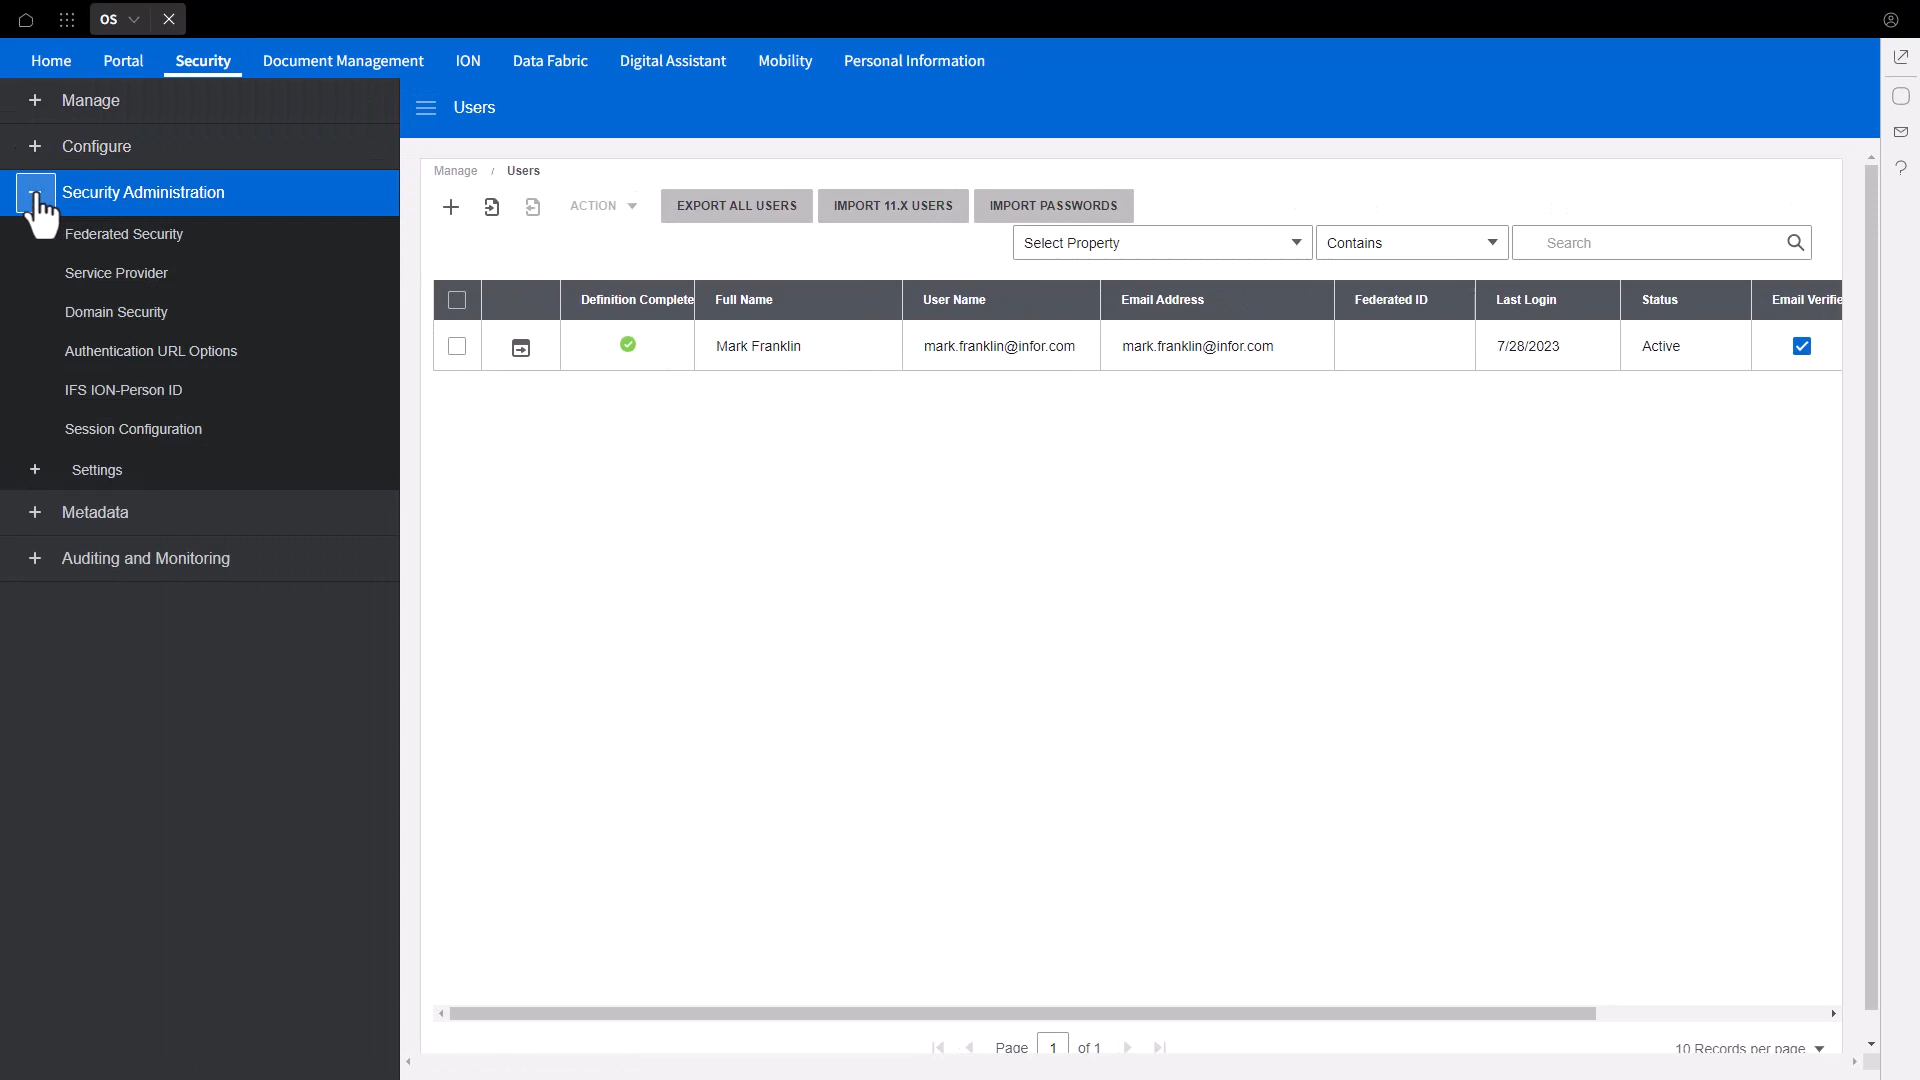 OS
Home Portal Security Document Management ION Data Fabric Digital Assistant Mobility Personal Information
Manage
Configure
Security Administration
Federated Security
Service Provider
Domain Security
Authentication URL Options
IFS ION-Person ID
Session Configuration
Settings
Metadata
Auditing and Monitoring
Users
Manage / Users
ACTION EXPORT ALL USERS IMPORT 11.X USERS IMPORT PASSWORDS
Select Property Contains Search
Definition Complete Full Name User Name Email Address Federated ID Last Login Status Email Verifie
Mark Franklin mark.franklin@infor.com mark.franklin@infor.com 7/28/2023 Active
Page 1 of 1 10 Records per page